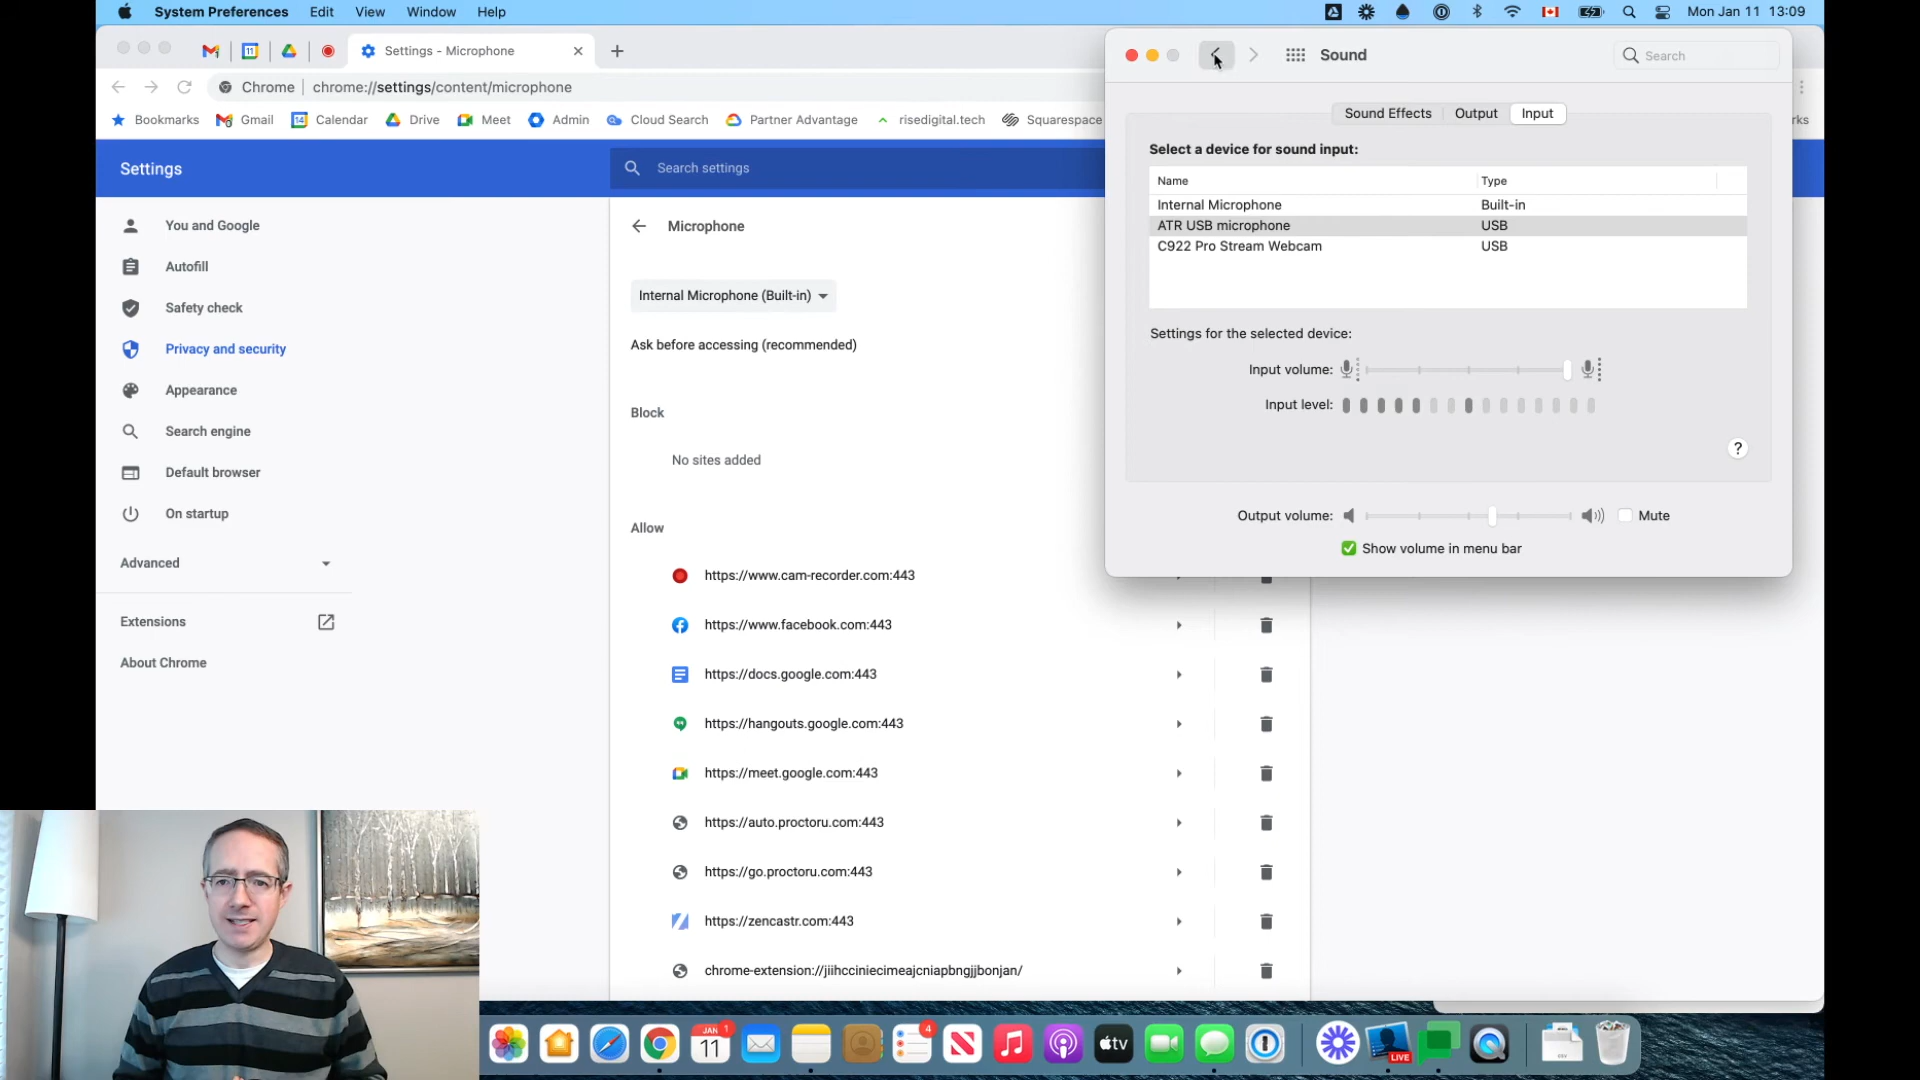 System Preferences Edit View Window Help
Mon Jan 11 13:09
Settings - Microphone
Chrome chrome://settings/content/microphone
Bookmarks Gmail Calendar Drive Meet Admin Cloud Search Partner Advantage risedigital.tech Squarespace
Settings
Search settings
You and Google
Autofill
Safety check
Privacy and security
Appearance
Search engine
Default browser
On startup
Advanced
Extensions
About Chrome
Microphone
Internal Microphone (Built-in)
Ask before accessing (recommended)
Block
No sites added
Allow
https://www.cam-recorder.com:443
https://www.facebook.com:443
https://docs.google.com:443
https://hangouts.google.com:443
https://meet.google.com:443
https://auto.proctoru.com:443
https://go.proctoru.com:443
https://zencastr.com:443
chrome-extension://jiihcciniecimeajcniapbngjjbonjan/
Sound
Search
Sound Effects Output Input
Select a device for sound input:
Name Type
Internal Microphone Built-in
ATR USB microphone USB
C922 Pro Stream Webcam USB
Settings for the selected device:
Input volume:
Input level:
?
Output volume: Mute
Show volume in menu bar
JAN 1
11
4
tv
LIVE